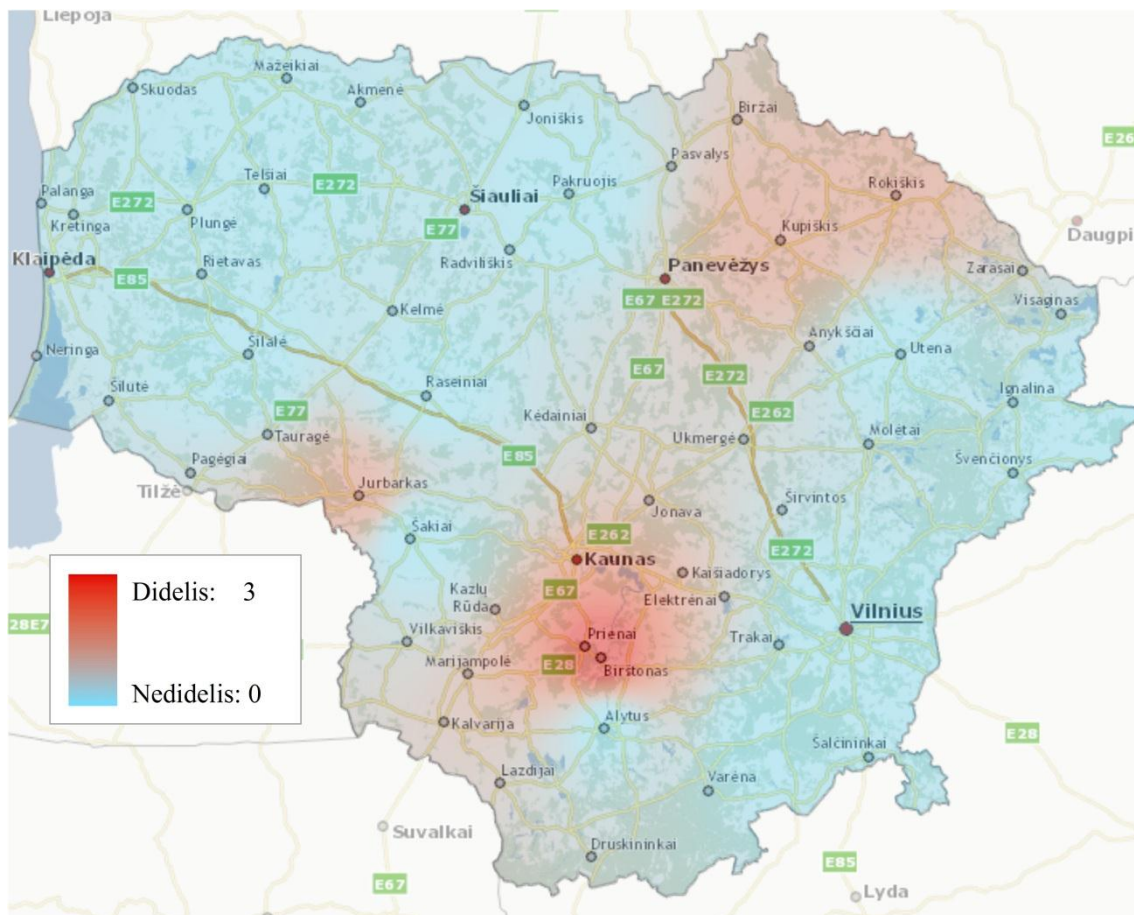 Liepoja
Mažeikiai
Skuodas
Akmenė
Joniškis
Biržai
E26
Pasvalys
Telšiai
E272
Pakruojis
Rokiškis
Palanga
E272
Šiauliai
Kretinga
Plungė
E77
Kupiškis
Daugpi
Klaipėda
Rietavas
Radviliškis
Panevėžys
Zarasai
E85
E67 E272
Visaginas
Kelmė
Anykščiai
Neringa
Šilalė
Utena
E67
E272
Šilutė
Raseiniai
Ignalina
E77
Kėdainiai
E262
Tauragė
Ukmergė
Molėtai
E85
Pagėgiai
Švenčionys
Tilžė
Jurbarkas
Širvintos
Jonava
Šakiai
E262
E272
Kaunas
Kaišiadorys
Didelis: 3
Kazlų
Rūda
E67
Elektrėnai
Vilnius
28E7
Vilkaviškis
Prienai
Trakai
Marijampolė
E28
Birštonas
Nedidelis: 0
Kalvarija
Alytus
E28
Šalčininkai
Lazdijai
Varėna
Suvalkai
Druskininkai
E85
E67
Lyda